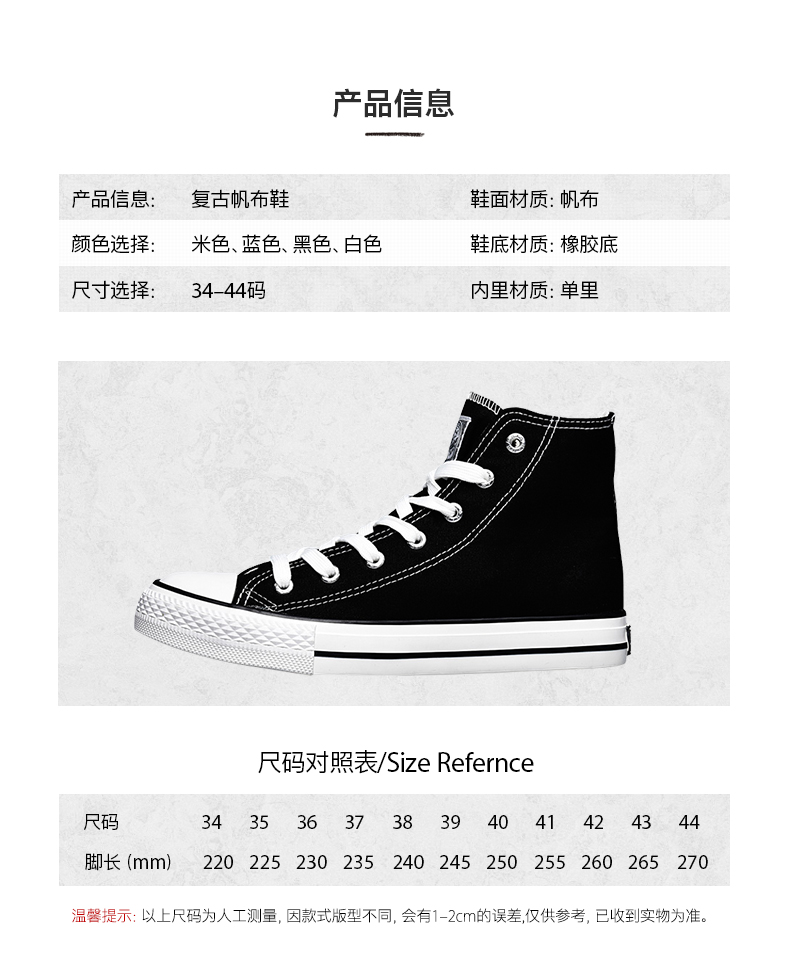 产品信息
产品信息: 复古帆布鞋 鞋面材质: 帆布
颜色选择: 米色、蓝色、黑色、白色 鞋底材质: 橡胶底
尺寸选择: 34–44码 内里材质: 单里
尺码对照表/Size Refernce
尺码 34 35 36 37 38 39 40 41 42 43 44
脚长 (mm) 220 225 230 235 240 245 250 255 260 265 270
温馨提示: 以上尺码为人工测量, 因款式版型不同, 会有1–2cm的误差,仅供参考, 已收到实物为准。